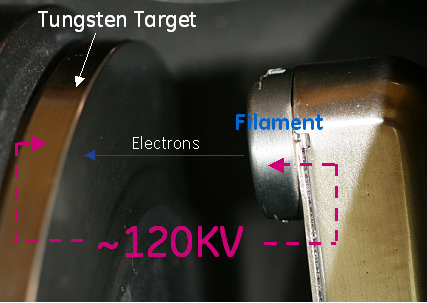 Tungsten Target
Filament
Electrons
~120KV